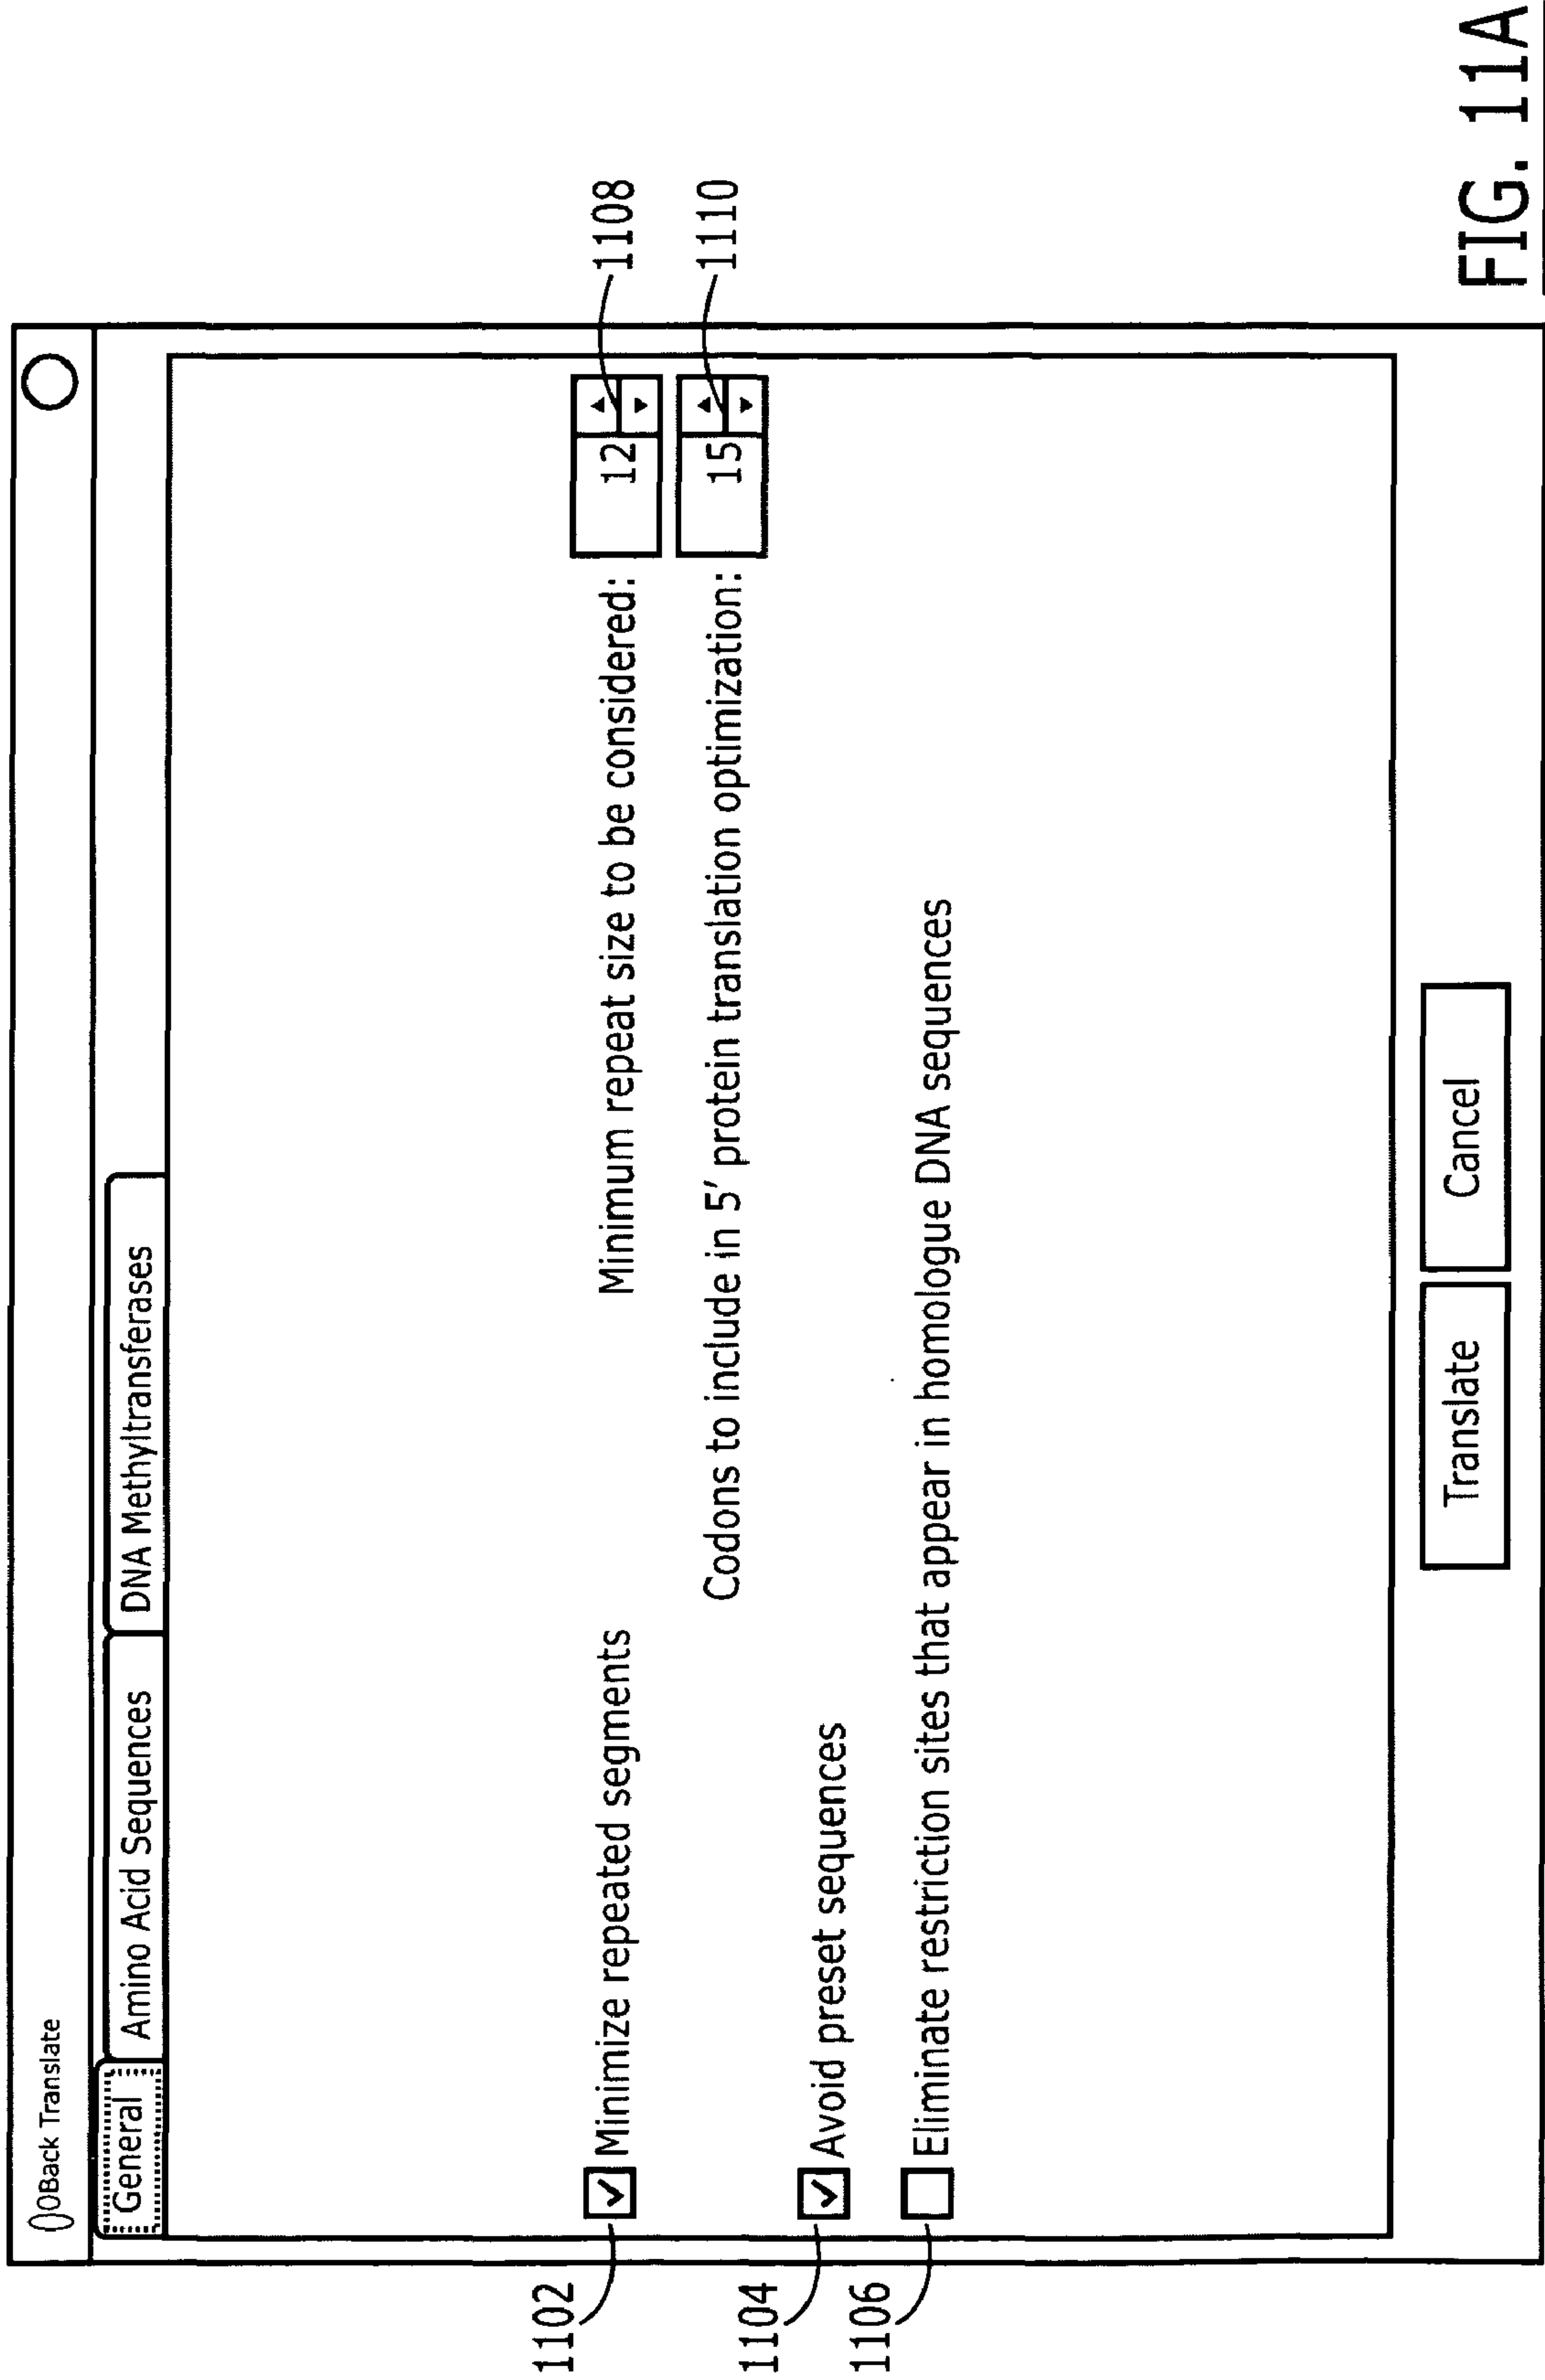 Back Translate
General Amino Acid Sequences DNA Methyltransferases
1102 Minimize repeated segments Minimum repeat size to be considered: 12 1108
Codons to include in 5′ protein translation optimization: 15 1110
1104 Avoid preset sequences
1106 Eliminate restriction sites that appear in homologue DNA sequences
Translate Cancel
FIG. 11A